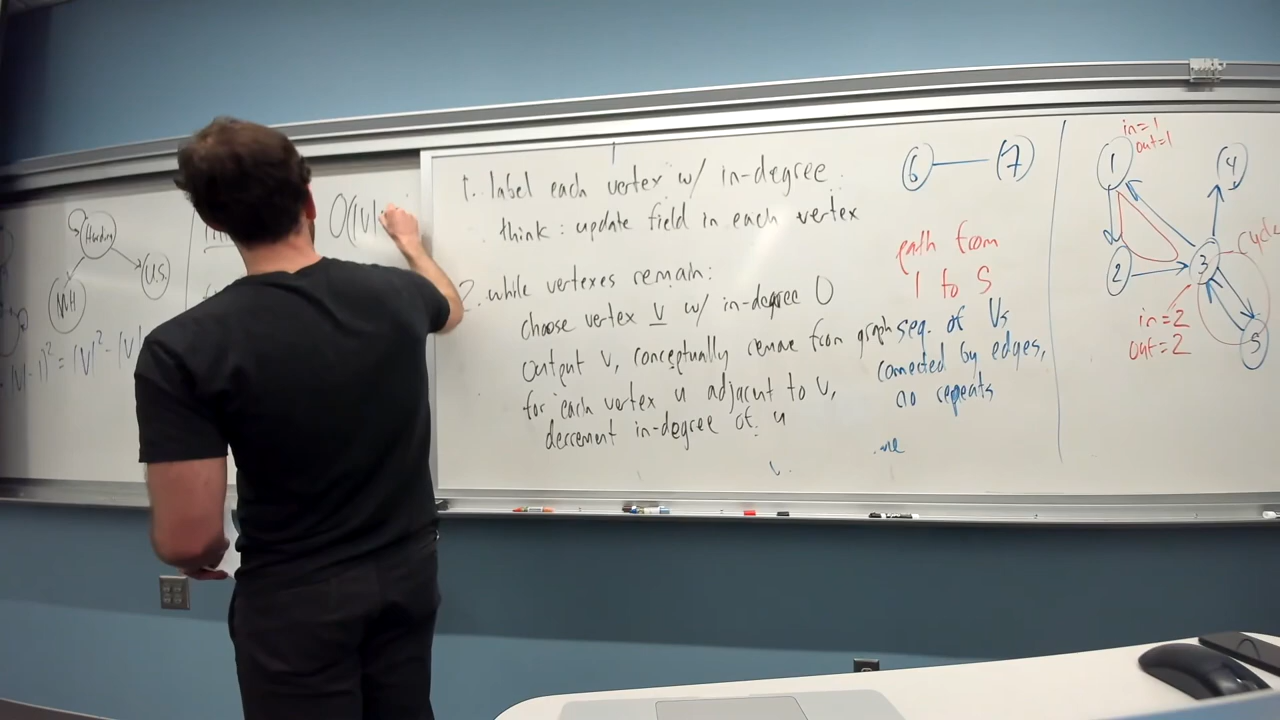 Harding
M.H
U.S.
|V|-1)² = |V|² - |V|
O(|V|
1. label each vertex w/ in-degree
think: update field in each vertex
2. while vertexes remain:
choose vertex v w/ in-degree 0
output v, conceptually remove from graph
for each vertex u adjacent to v,
decrement in-degree of u
6
7
path from
1 to 5
seq. of Vs
connected by edges,
no repeats
in=1
out=1
1
4
2
3
cycle
in=2
out=2
5